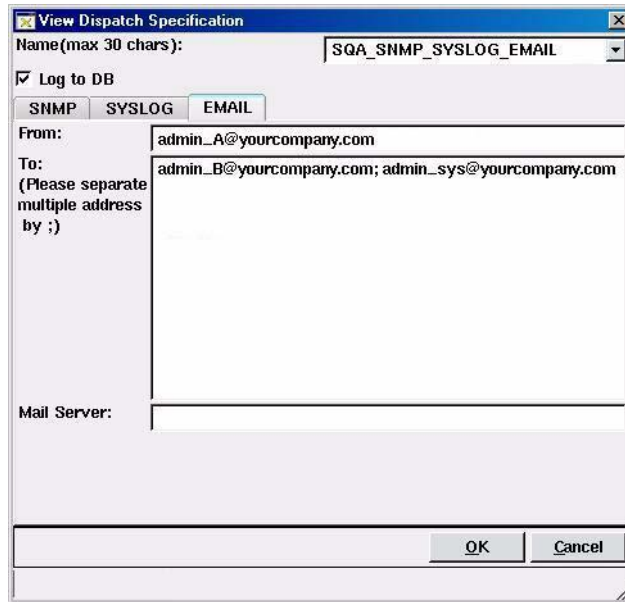 View Dispatch Specification
Name(max 30 chars):
SQA_SNMP_SYSLOG_EMAIL
Log to DB
SNMP SYSLOG EMAIL
From:
admin_A@yourcompany.com
To:
(Please separate
multiple address
by ;)
admin_B@yourcompany.com; admin_sys@yourcompany.com
Mail Server:
OK Cancel